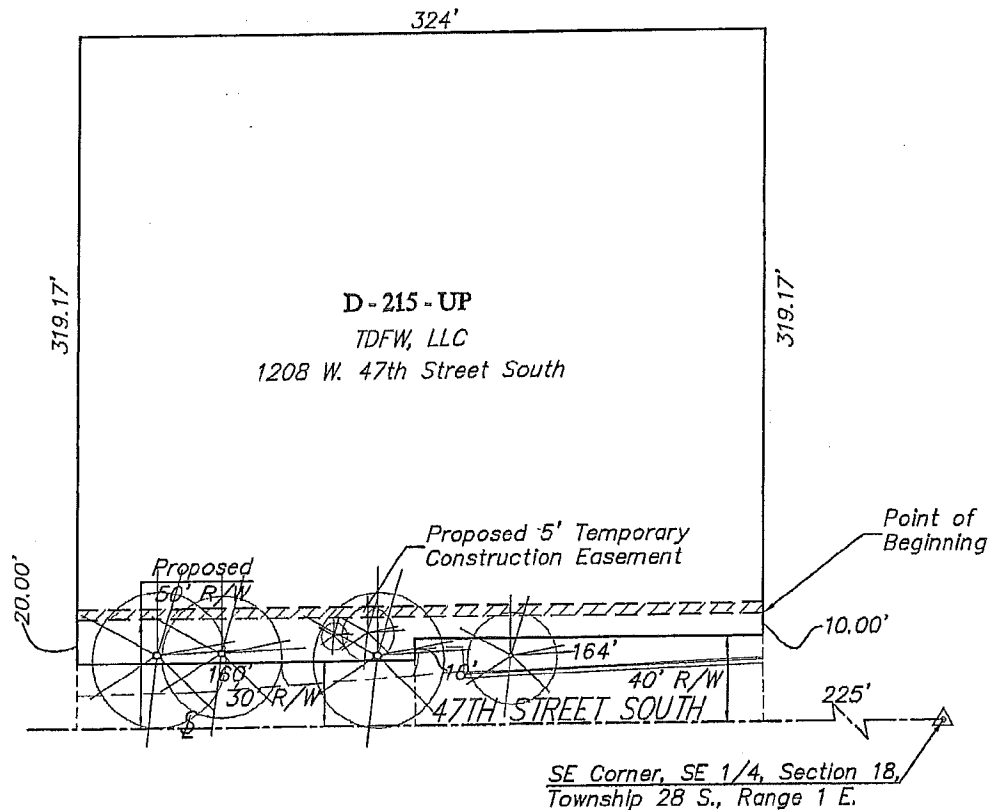 324'
319.17'
319.17'
D-215-UP
TDFW, LLC
1208 W. 47th Street South
Proposed 5' Temporary
Construction Easement
Point of
Beginning
Proposed
50' R/W
20.00'
10.00'
160'
30' R/W
10'
164'
40' R/W
47TH STREET SOUTH
225'
SE Corner, SE 1/4, Section 18,
Township 28 S., Range 1 E.